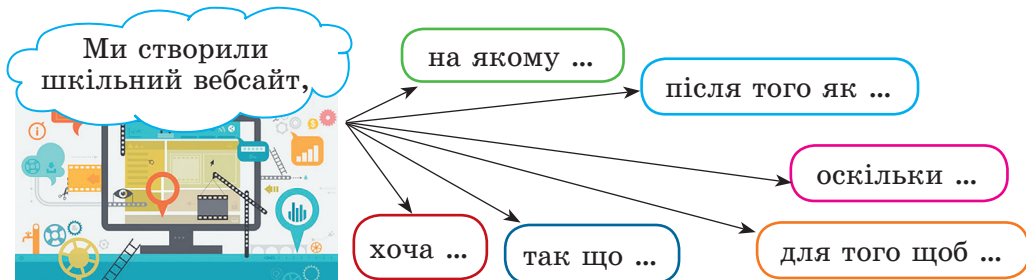 Ми створили
шкільний вебсайт,
на якому ...
після того як ...
оскільки ...
хоча ...
так що ...
для того щоб ...